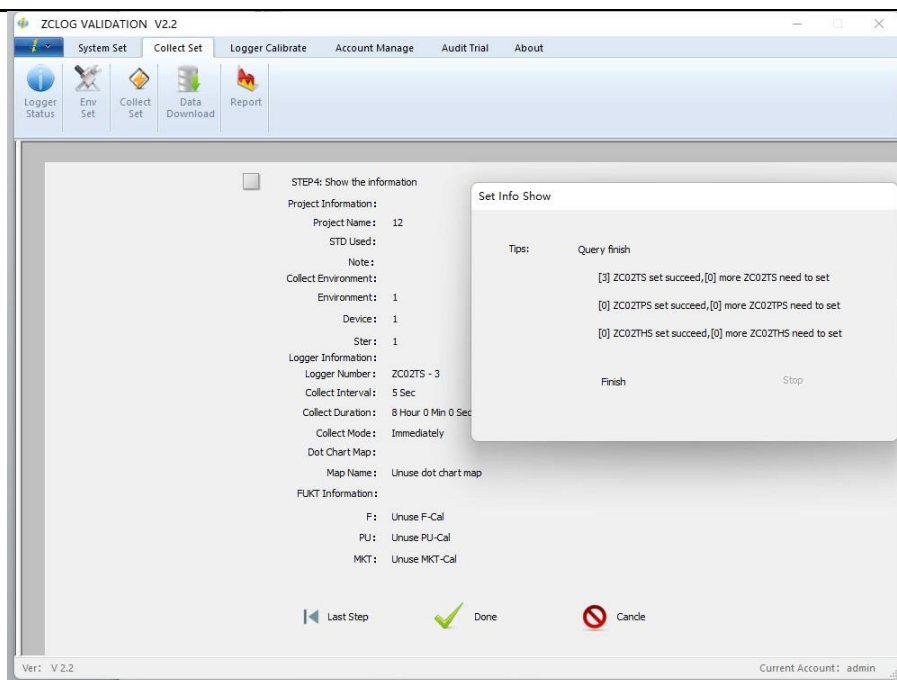 ZCLOG VALIDATION V2.2
System Set Collect Set Logger Calibrate Account Manage Audit Trial About
Logger Status
Env Set
Collect Set
Data Download
Report
STEP4: Show the information
Project Information:
Project Name: 12
STD Used:
Note:
Collect Environment:
Environment: 1
Device: 1
Ster: 1
Logger Information:
Logger Number: ZC02TS - 3
Collect Interval: 5 Sec
Collect Duration: 8 Hour 0 Min 0 Sec
Collect Mode: Immediately
Dot Chart Map:
Map Name: Unuse dot chart map
FUKT Information:
F: Unuse F-Cal
PU: Unuse PU-Cal
MKT: Unuse MKT-Cal
Last Step Done Cancle
Set Info Show
Tips: Query finish
[3] ZC02TS set succeed,[0] more ZC02TS need to set
[0] ZC02TPS set succeed,[0] more ZC02TPS need to set
[0] ZC02THS set succeed,[0] more ZC02THS need to set
Finish Stop
Ver: V 2.2 Current Account: admin